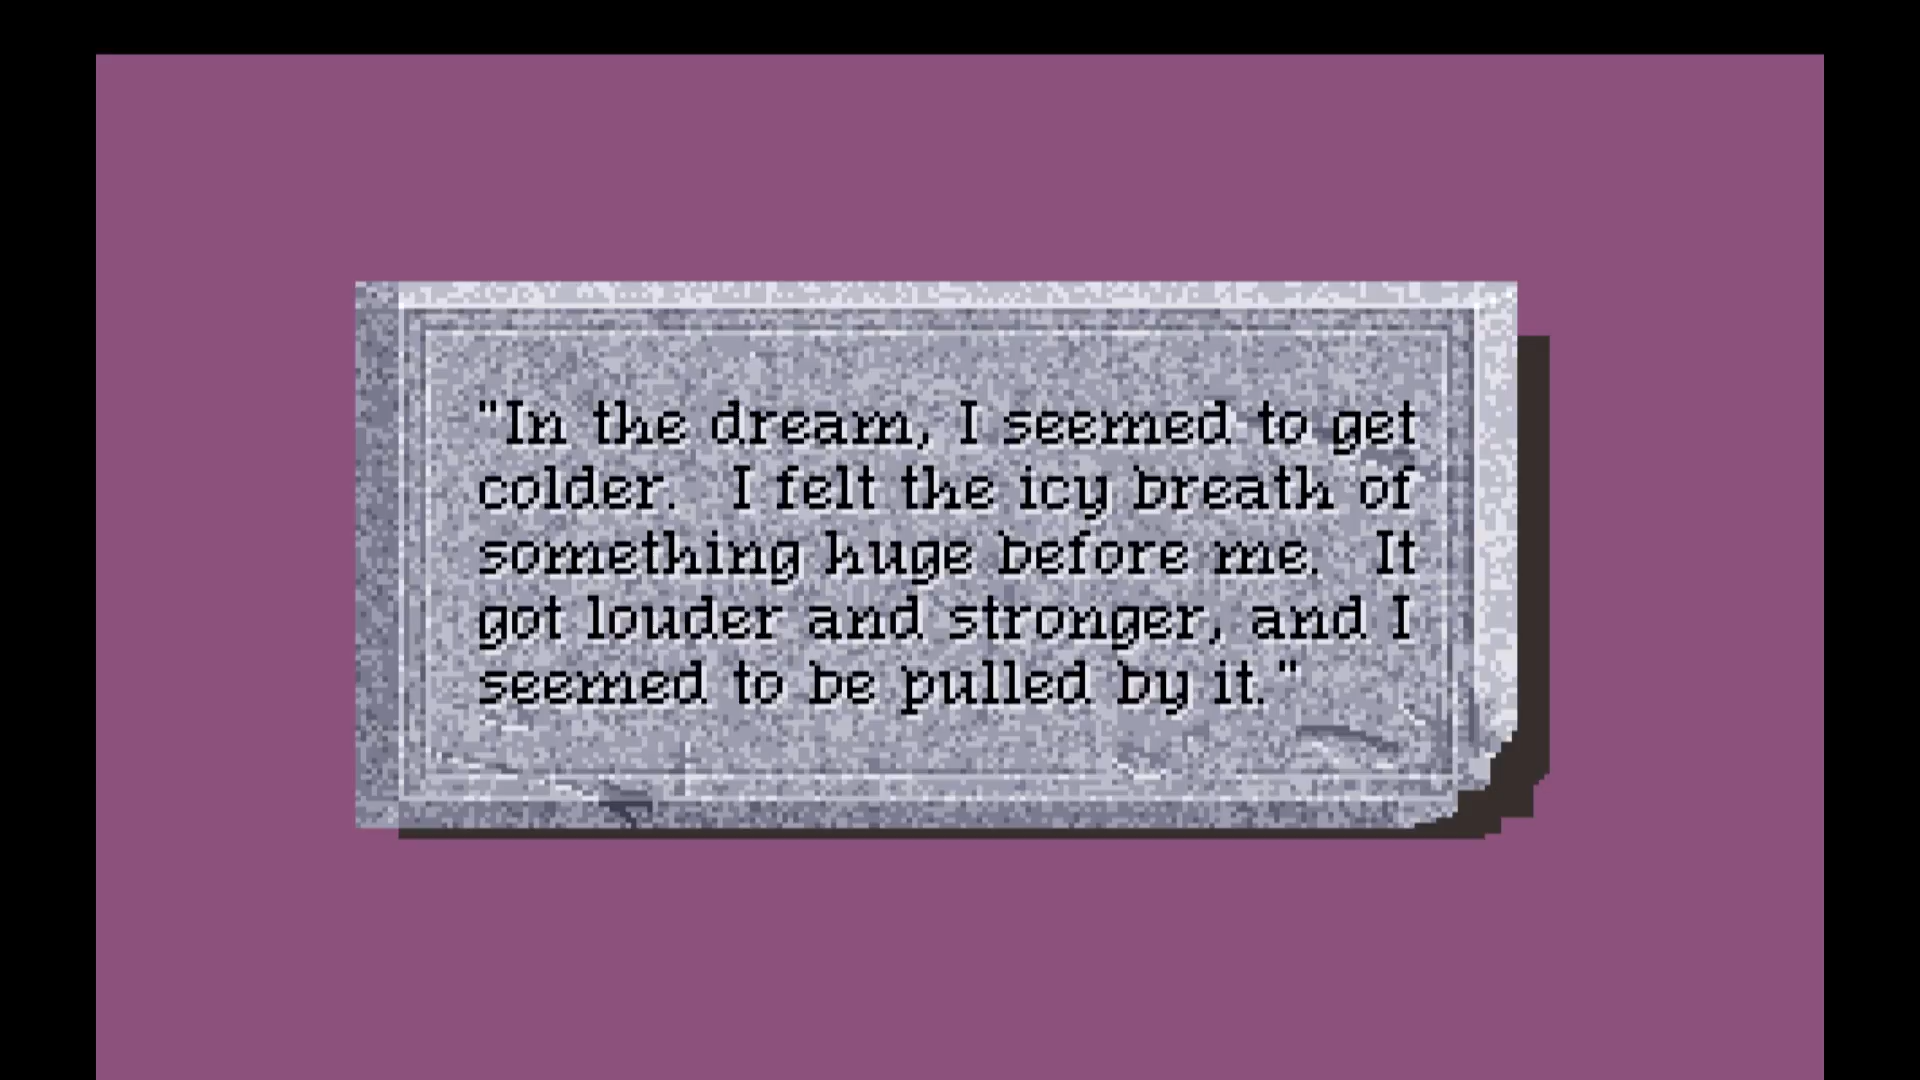 "In the dream, I seemed to get
colder.  I felt the icy breath of
something huge before me.  It
got louder and stronger, and I
seemed to be pulled by it."